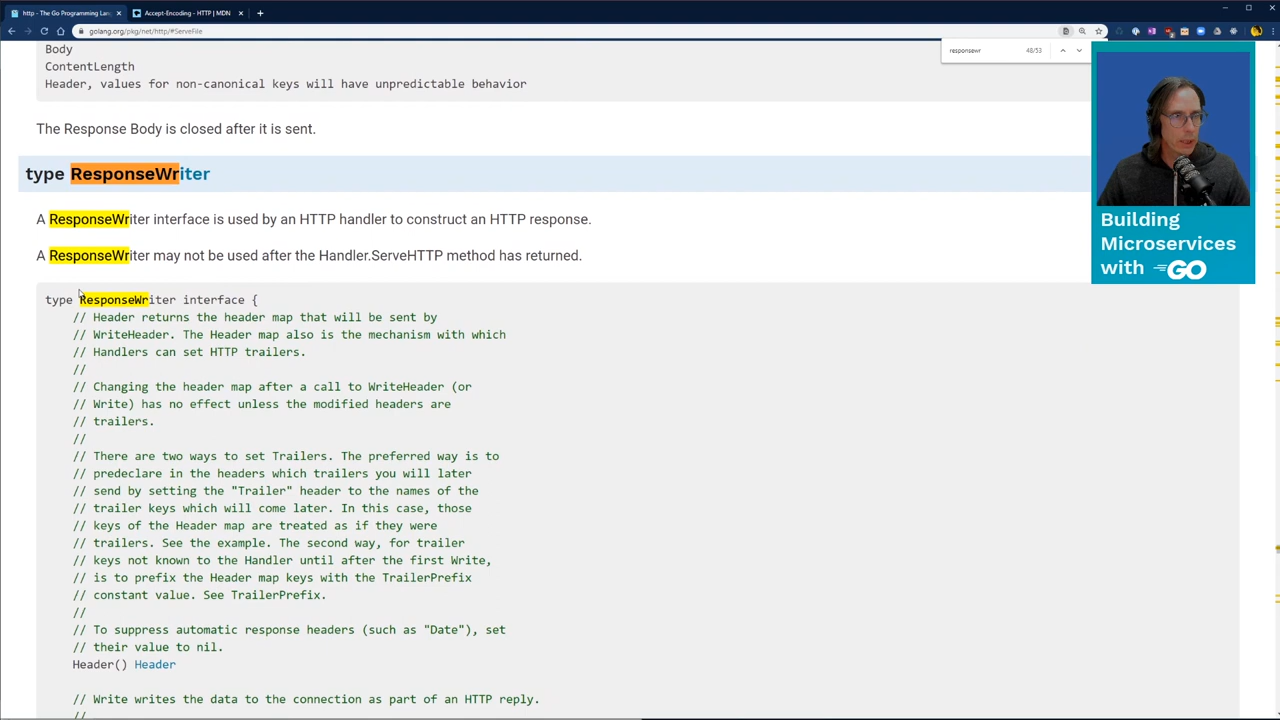 http - The Go Programming Lang
Accept-Encoding - HTTP | MDN
golang.org/pkg/net/http/#ServeFile
responsewr
48/53
Body
ContentLength
Header, values for non-canonical keys will have unpredictable behavior
The Response Body is closed after it is sent.
type ResponseWriter
A ResponseWriter interface is used by an HTTP handler to construct an HTTP response.
A ResponseWriter may not be used after the Handler.ServeHTTP method has returned.
type ResponseWriter interface {
// Header returns the header map that will be sent by
// WriteHeader. The Header map also is the mechanism with which
// Handlers can set HTTP trailers.
//
// Changing the header map after a call to WriteHeader (or
// Write) has no effect unless the modified headers are
// trailers.
//
// There are two ways to set Trailers. The preferred way is to
// predeclare in the headers which trailers you will later
// send by setting the "Trailer" header to the names of the
// trailer keys which will come later. In this case, those
// keys of the Header map are treated as if they were
// trailers. See the example. The second way, for trailer
// keys not known to the Handler until after the first Write,
// is to prefix the Header map keys with the TrailerPrefix
// constant value. See TrailerPrefix.
//
// To suppress automatic response headers (such as "Date"), set
// their value to nil.
Header() Header
// Write writes the data to the connection as part of an HTTP reply.
//
Building
Microservices
with GO